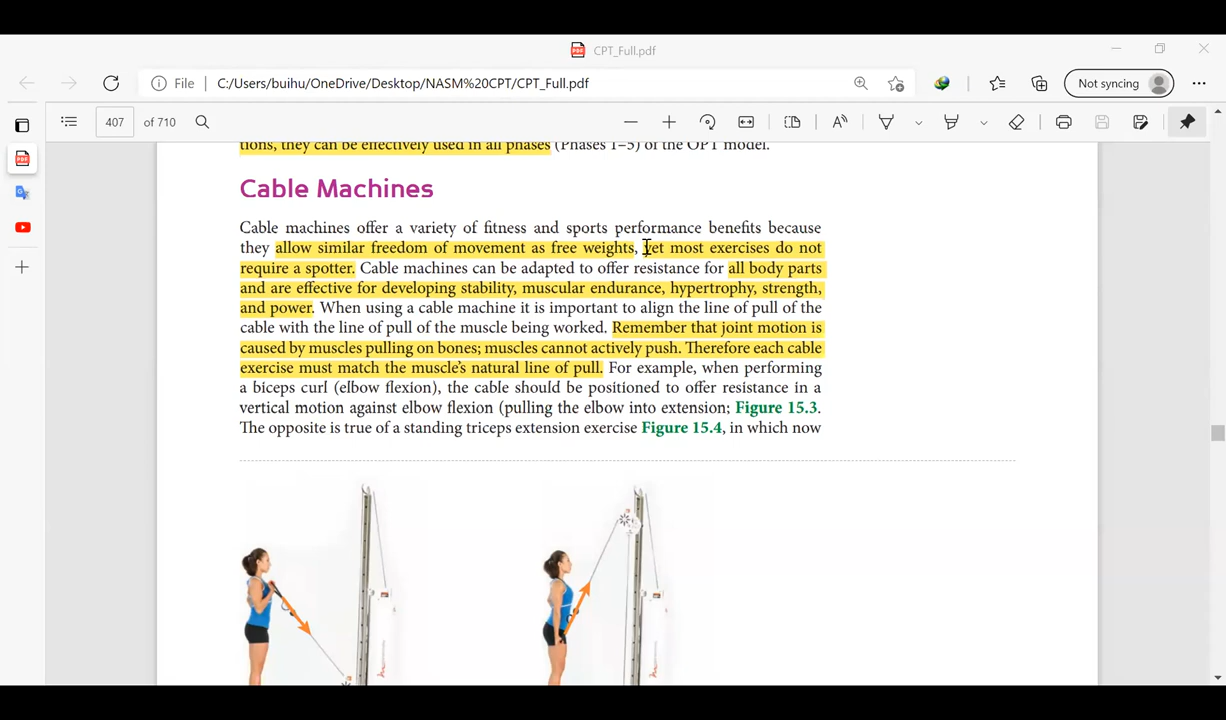 CPT_Full.pdf
File
C:/Users/buihu/OneDrive/Desktop/NASM%20CPT/CPT_Full.pdf
Not syncing
407 of 710
tions, they can be effectively used in all phases (Phases 1–5) of the OPT model.
Cable Machines
Cable machines offer a variety of fitness and sports performance benefits because
they allow similar freedom of movement as free weights, yet most exercises do not
require a spotter. Cable machines can be adapted to offer resistance for all body parts
and are effective for developing stability, muscular endurance, hypertrophy, strength,
and power. When using a cable machine it is important to align the line of pull of the
cable with the line of pull of the muscle being worked. Remember that joint motion is
caused by muscles pulling on bones; muscles cannot actively push. Therefore each cable
exercise must match the muscle's natural line of pull. For example, when performing
a biceps curl (elbow flexion), the cable should be positioned to offer resistance in a
vertical motion against elbow flexion (pulling the elbow into extension; Figure 15.3.
The opposite is true of a standing triceps extension exercise Figure 15.4, in which now